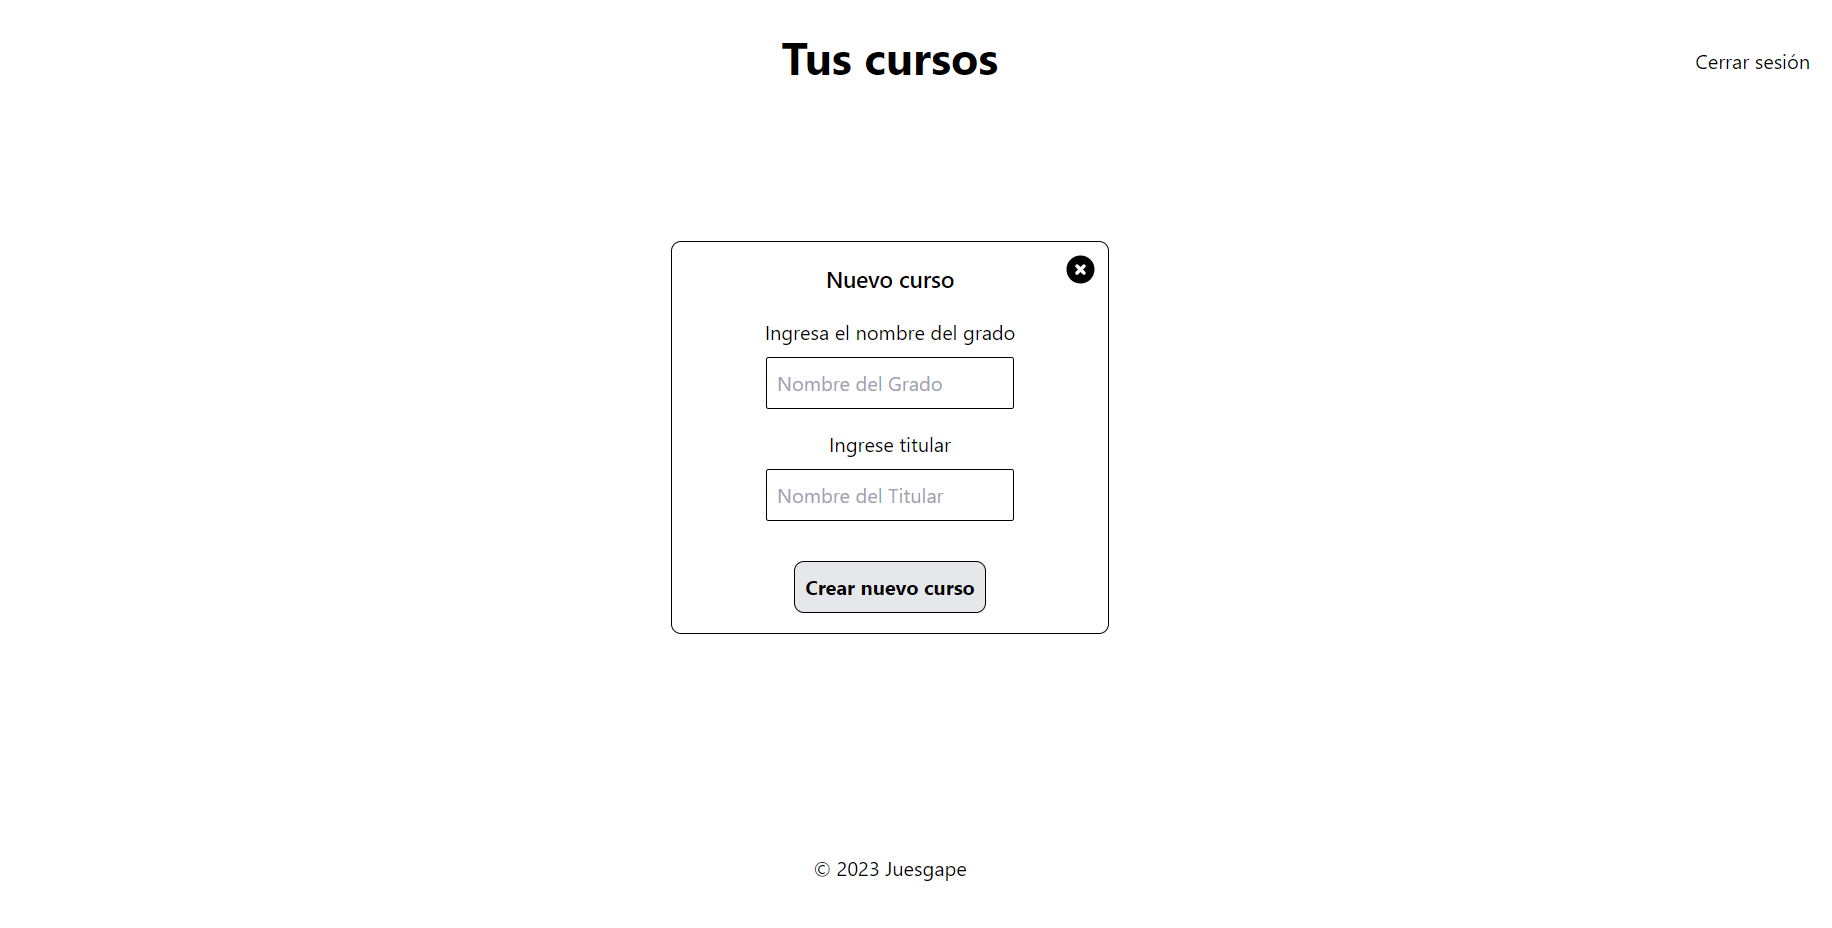 Tus cursos
Cerrar sesión
Nuevo curso
Ingresa el nombre del grado
Nombre del Grado
Ingrese titular
Nombre del Titular
Crear nuevo curso
© 2023 Juesgape